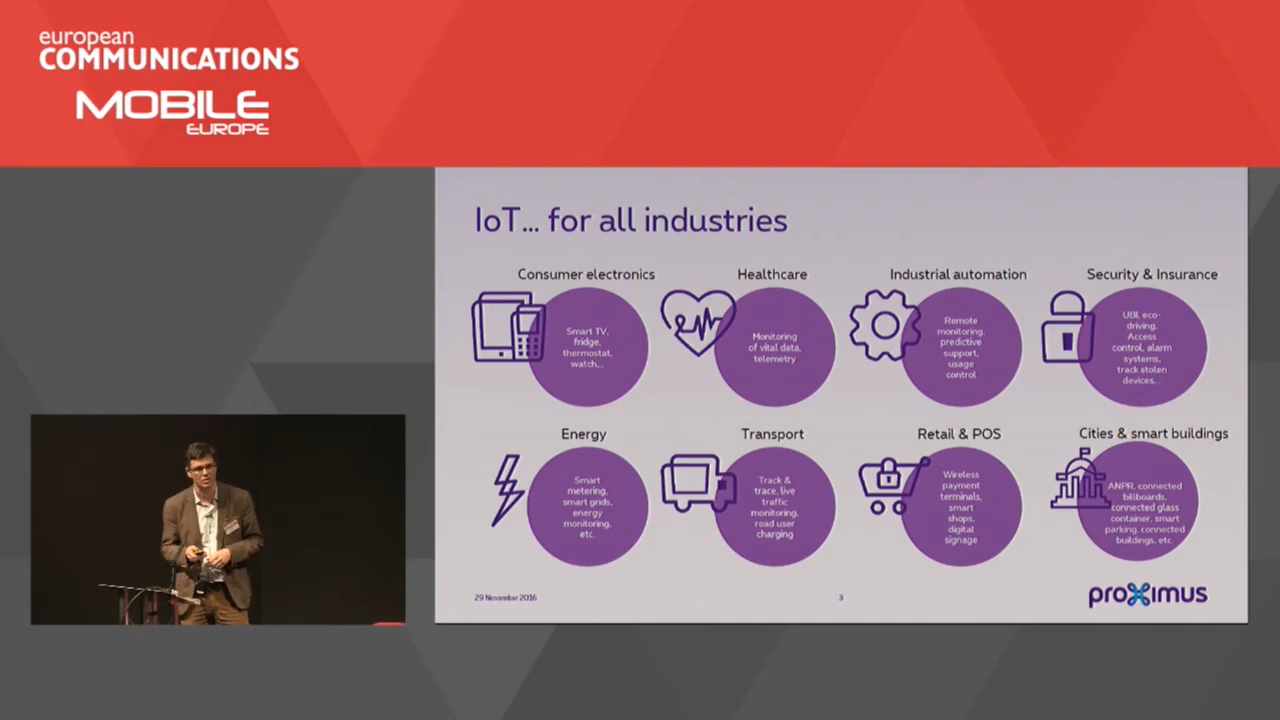 european
COMMUNICATIONS
MOBILE
EUROPE
IoT... for all industries
Consumer electronics
Smart TV,
fridge,
thermostat,
watch,...
Healthcare
Monitoring
of vital data,
telemetry
Industrial automation
Remote
monitoring,
predictive
support,
usage
control
Security & Insurance
UBI, eco-
driving,
Access
control, alarm
systems,
track stolen
devices,..
Energy
Smart
metering,
smart grids,
energy
monitoring,
etc.
Transport
Track &
trace, live
traffic
monitoring,
road user
charging
Retail & POS
Wireless
payment
terminals,
smart
shops,
digital
signage
Cities & smart buildings
ANPR, connected
billboards,
connected glass
container, smart
parking, connected
buildings, etc.
29 November 2016
3
proximus